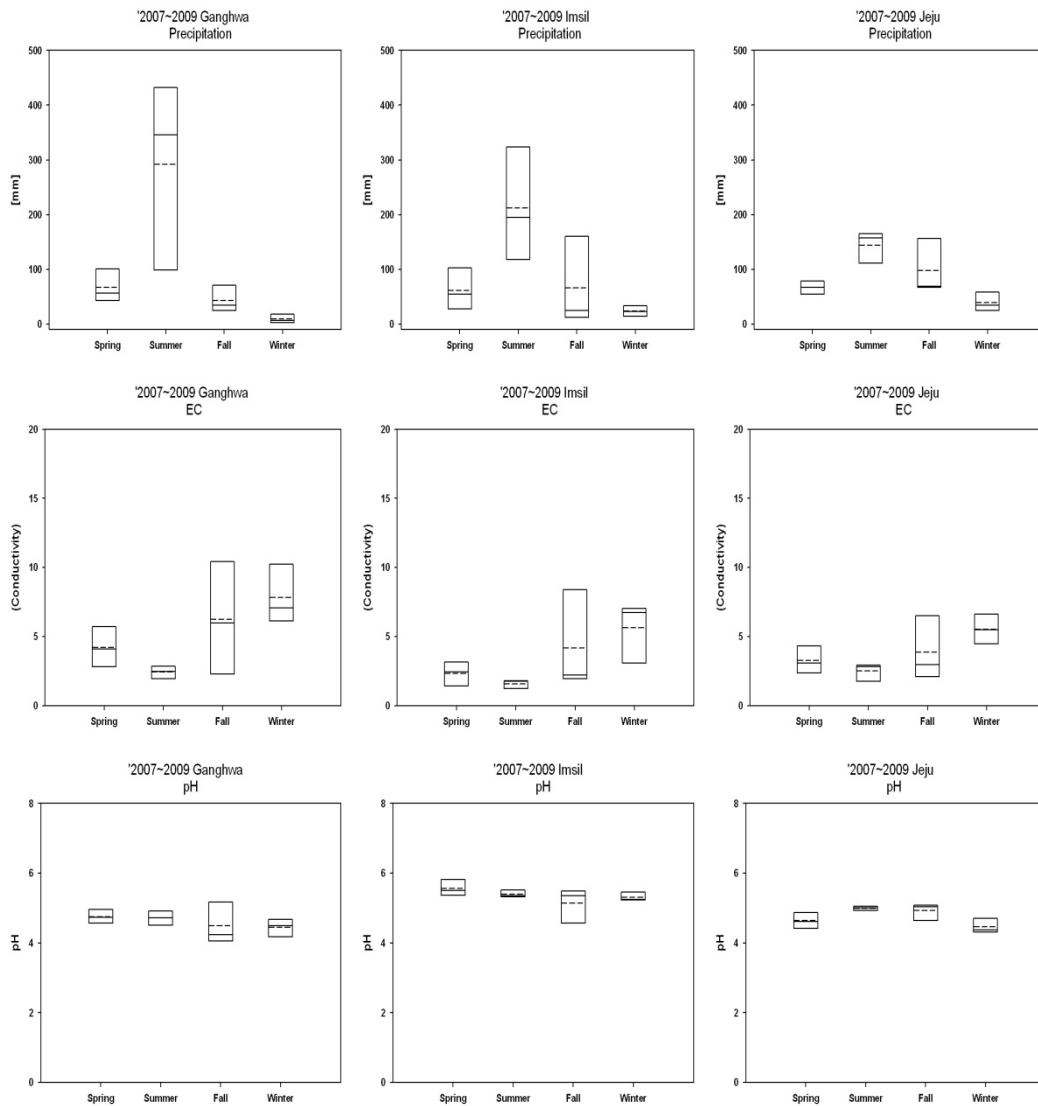 '2007~2009 Ganghwa
Precipitation
500
400
300
200
100
0
[mm]
Spring Summer Fall Winter
'2007~2009 Imsil
Precipitation
500
400
300
200
100
0
[mm]
Spring Summer Fall Winter
'2007~2009 Jeju
Precipitation
500
400
300
200
100
0
[mm]
Spring Summer Fall Winter
'2007~2009 Ganghwa
EC
20
15
10
5
0
(Conductivity)
Spring Summer Fall Winter
'2007~2009 Imsil
EC
20
15
10
5
0
(Conductivity)
Spring Summer Fall Winter
'2007~2009 Jeju
EC
20
15
10
5
0
(Conductivity)
Spring Summer Fall Winter
'2007~2009 Ganghwa
pH
8
6
4
2
0
pH
Spring Summer Fall Winter
'2007~2009 Imsil
pH
8
6
4
2
0
pH
Spring Summer Fall Winter
'2007~2009 Jeju
pH
8
6
4
2
0
pH
Spring Summer Fall Winter